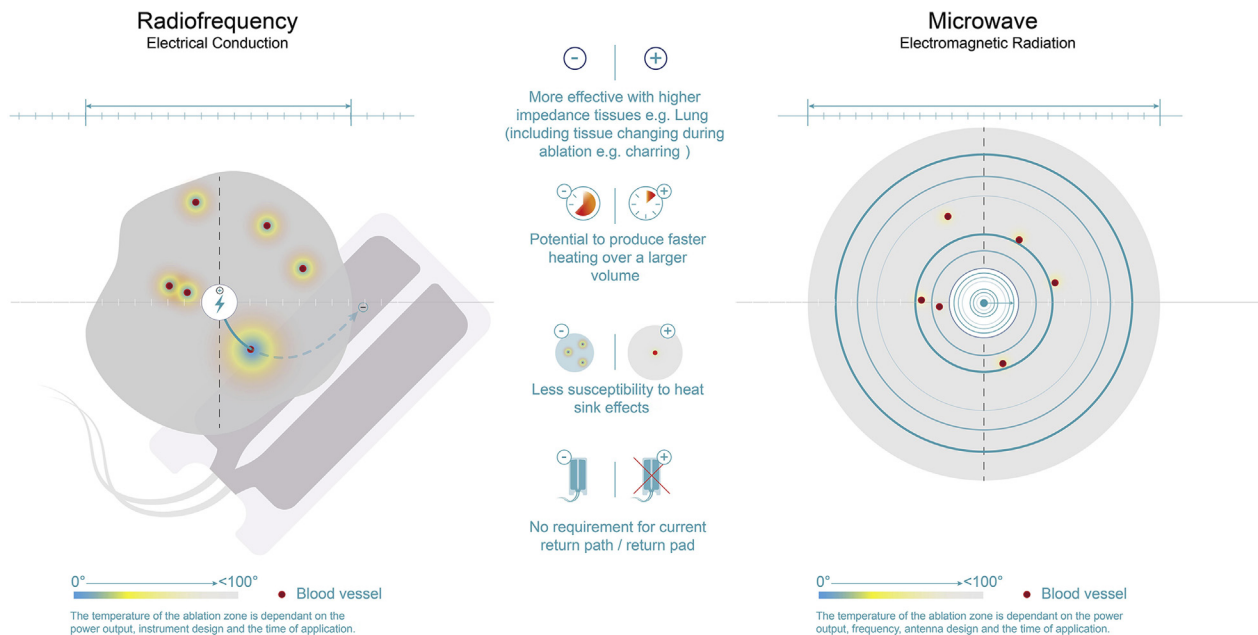 Radiofrequency
Electrical Conduction
Microwave
Electromagnetic Radiation
- +
More effective with higher
impedance tissues e.g. Lung
(including tissue changing during
ablation e.g. charring )
- +
Potential to produce faster
heating over a larger
volume
- +
Less susceptibility to heat
sink effects
- +
No requirement for current
return path / return pad
+
-
0° <100°
Blood vessel
The temperature of the ablation zone is dependant on the
power output, instrument design and the time of application.
0° <100°
Blood vessel
The temperature of the ablation zone is dependant on the power
output, frequency, antenna design and the time of application.